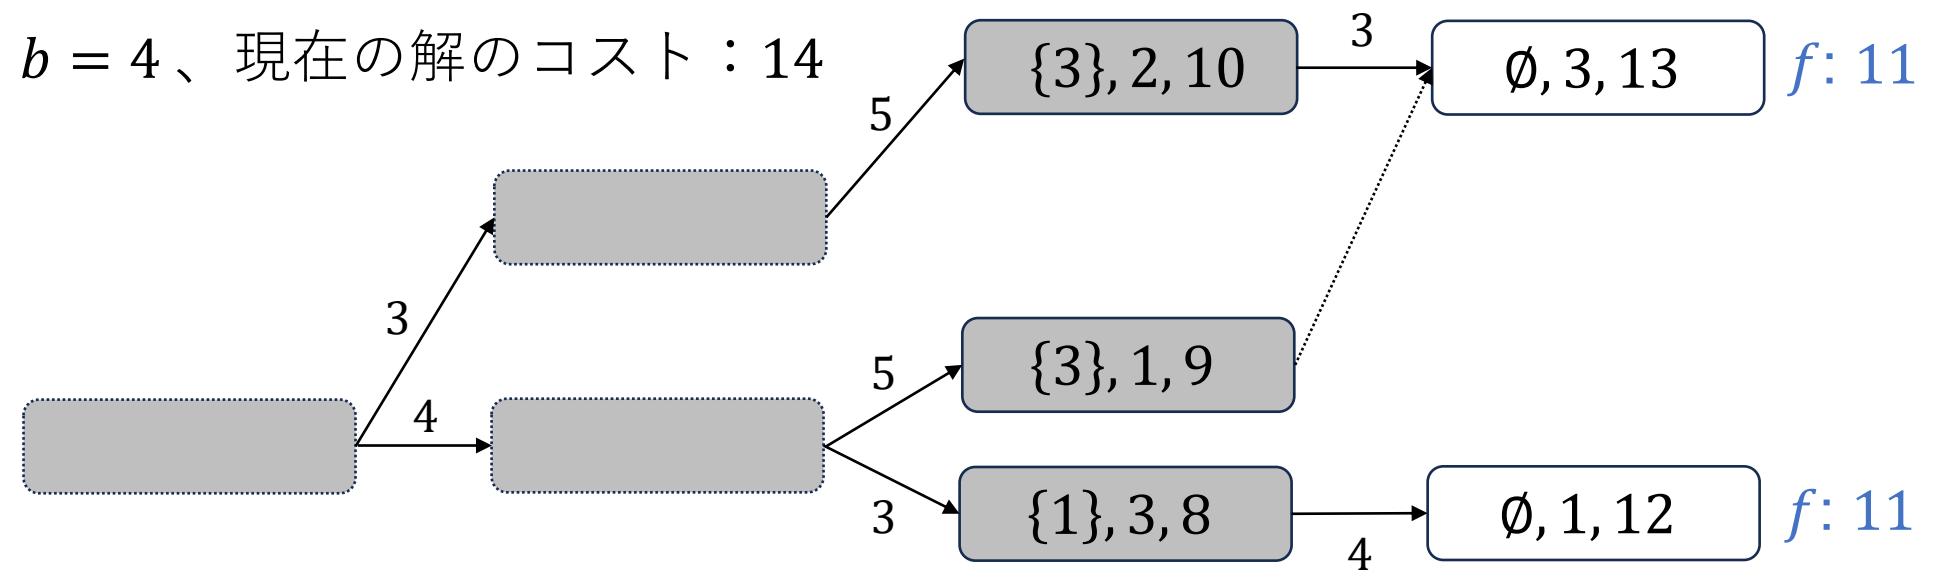 b = 4、現在の解のコスト：14
{3}, 2, 10
3
∅, 3, 13
f: 11
5
3
4
5
{3}, 1, 9
3
{1}, 3, 8
4
∅, 1, 12
f: 11